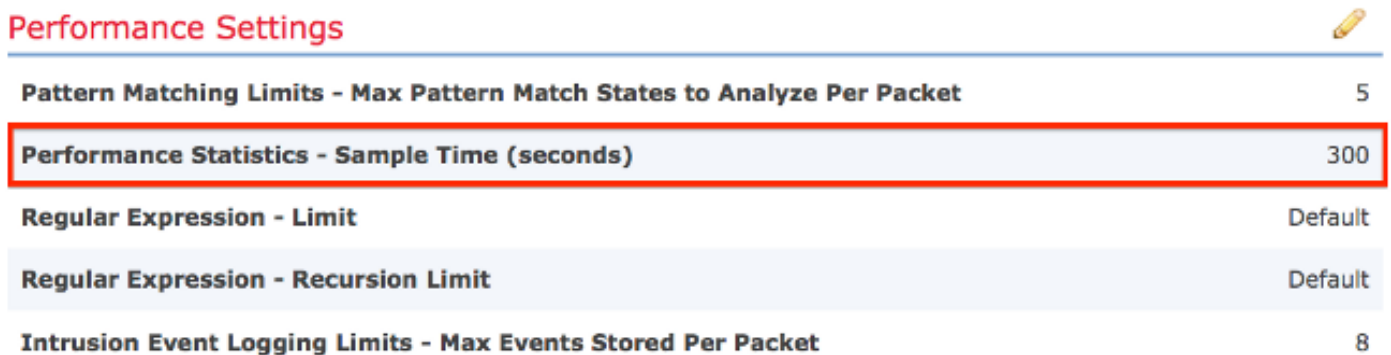 Performance Settings
Pattern Matching Limits - Max Pattern Match States to Analyze Per Packet 5
Performance Statistics - Sample Time (seconds) 300
Regular Expression - Limit Default
Regular Expression - Recursion Limit Default
Intrusion Event Logging Limits - Max Events Stored Per Packet 8